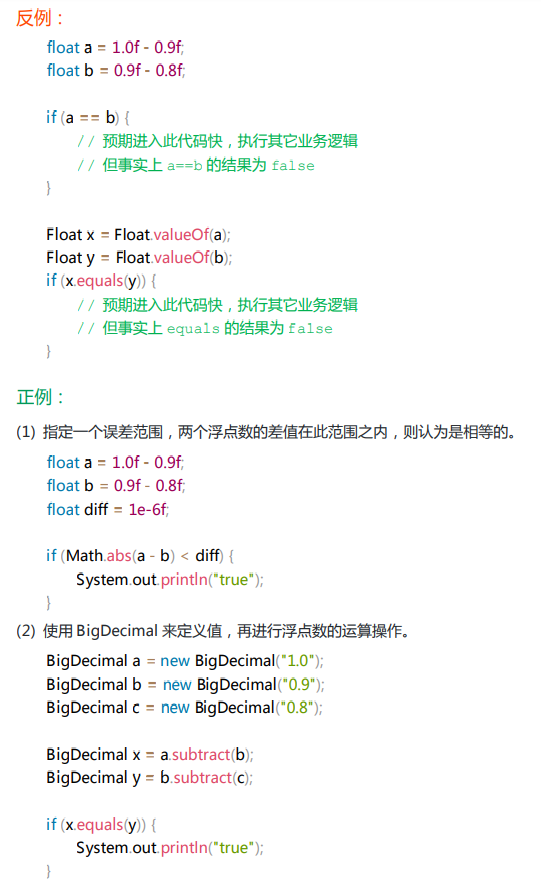 反例：
float a = 1.0f - 0.9f;
float b = 0.9f - 0.8f;
if (a == b) {
// 预期进入此代码快，执行其它业务逻辑
// 但事实上 a==b 的结果为 false
}
Float x = Float.valueOf(a);
Float y = Float.valueOf(b);
if (x.equals(y)) {
// 预期进入此代码快，执行其它业务逻辑
// 但事实上 equals 的结果为 false
}
正例：
(1) 指定一个误差范围，两个浮点数的差值在此范围之内，则认为是相等的。
float a = 1.0f - 0.9f;
float b = 0.9f - 0.8f;
float diff = 1e-6f;
if (Math.abs(a - b) < diff) {
System.out.println("true");
}
(2) 使用 BigDecimal 来定义值，再进行浮点数的运算操作。
BigDecimal a = new BigDecimal("1.0");
BigDecimal b = new BigDecimal("0.9");
BigDecimal c = new BigDecimal("0.8");
BigDecimal x = a.subtract(b);
BigDecimal y = b.subtract(c);
if (x.equals(y)) {
System.out.println("true");
}